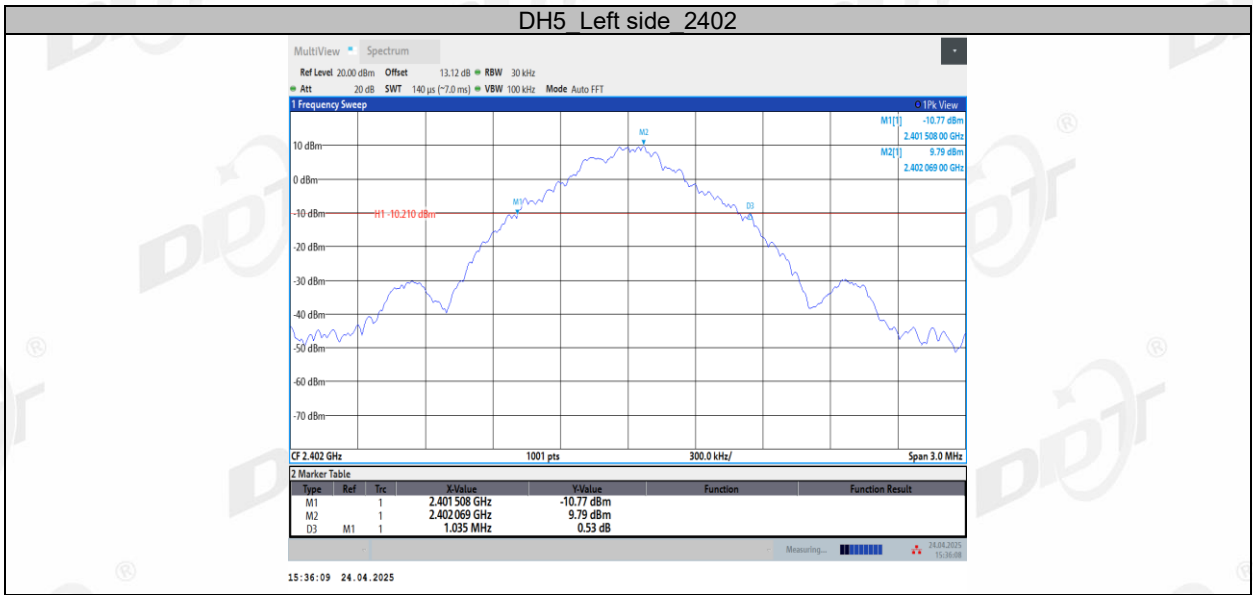 DH5_Left side_2402
MultiView Spectrum
Ref Level 20.00 dBm Offset 13.12 dB RBW 30 kHz
Att 20 dB SWT 140 µs (~7.0 ms) VBW 100 kHz Mode Auto FFT
1 Frequency Sweep 1Pk View
M1[1] -10.77 dBm
2.401 508 00 GHz
M2[1] 9.79 dBm
2.402 069 00 GHz
M2
10 dBm
0 dBm
M1
D3
-10 dBm
H1 -10.210 dBm
-20 dBm
-30 dBm
-40 dBm
-50 dBm
-60 dBm
-70 dBm
CF 2.402 GHz 1001 pts 300.0 kHz/ Span 3.0 MHz
2 Marker Table
Type Ref Trc X-Value Y-Value Function Function Result
M1 1 2.401 508 GHz -10.77 dBm
M2 1 2.402 069 GHz 9.79 dBm
D3 M1 1 1.035 MHz 0.53 dB
Measuring...
24.04.2025
15:36:08
15:36:09 24.04.2025
DDT
®